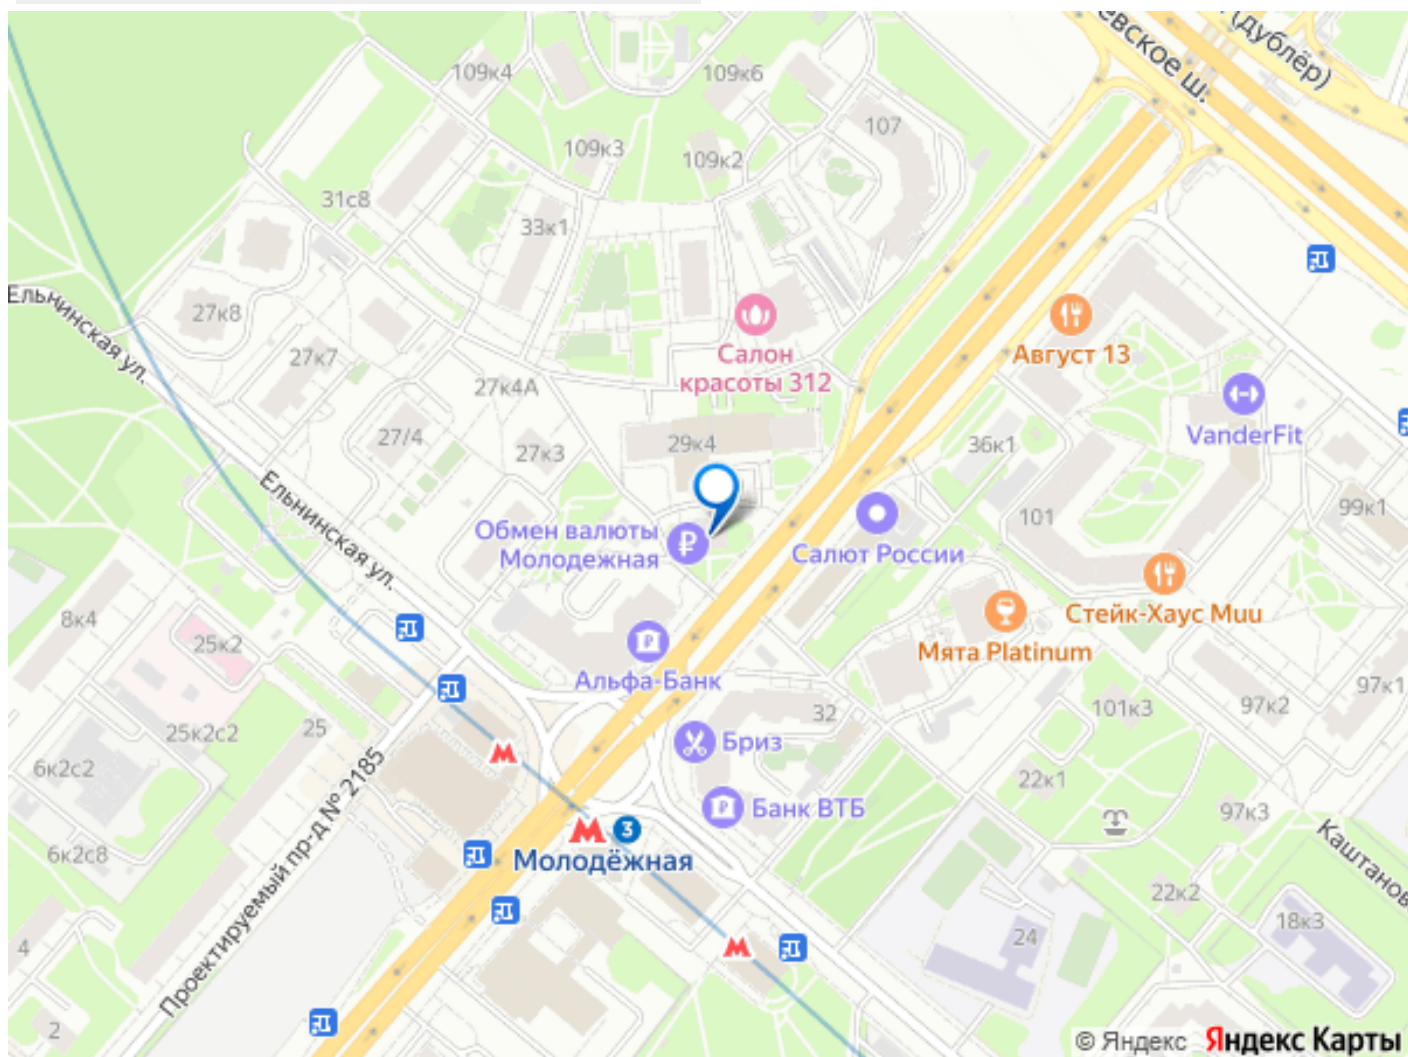 евское ш.
(дублёр)
109к4
109к6
107
109к3
109к2
31с8
33к1
Ельнинская ул.
27к8
27к7
Салон
красоты 312
Август 13
27к4А
VanderFit
27/4
27к3
29к4
36к1
99к1
Ельнинская ул.
Обмен валюты
Молодежная
101
Салют России
Стейк-Хаус Muu
8к4
25к2
Мята Platinum
Альфа-Банк
97к1
25к2с2
25
32
101к3
97к2
Бриз
6к2с2
22к1
Банк ВТБ
97к3
Проектируемый пр-д № 2185
3
Молодёжная
6к2с8
Каштанов
22к2
18к3
4
24
2
© Яндекс Яндекс Карты